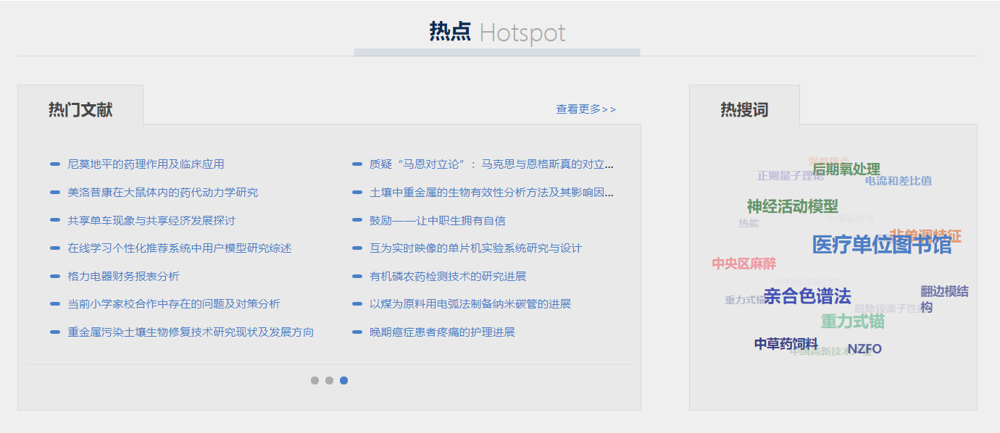 热点 Hotspot
热门文献
查看更多>>
尼莫地平的药理作用及临床应用
美洛昔康在大鼠体内的药代动力学研究
共享单车现象与共享经济发展探讨
在线学习个性化推荐系统中用户模型研究综述
格力电器财务报表分析
当前小学家校合作中存在的问题及对策分析
重金属污染土壤生物修复技术研究现状及发展方向
质疑“马恩对立论”：马克思与恩格斯真的对立...
土壤中重金属的生物有效性分析方法及其影响因...
鼓励——让中职生拥有自信
互为实时映像的单片机实验系统研究与设计
有机磷农药检测技术的研究进展
以煤为原料用电弧法制备纳米碳管的进展
晚期癌症患者疼痛的护理进展
热搜词
后期氧处理
正则量子理论
电流和差比值
神经活动模型
热能
非单调特征
医疗单位图书馆
中央区麻醉
翻边模结
构
亲合色谱法
重力式锚
脱除铵离子性能
重力式锚
中草药饲料
NZFO